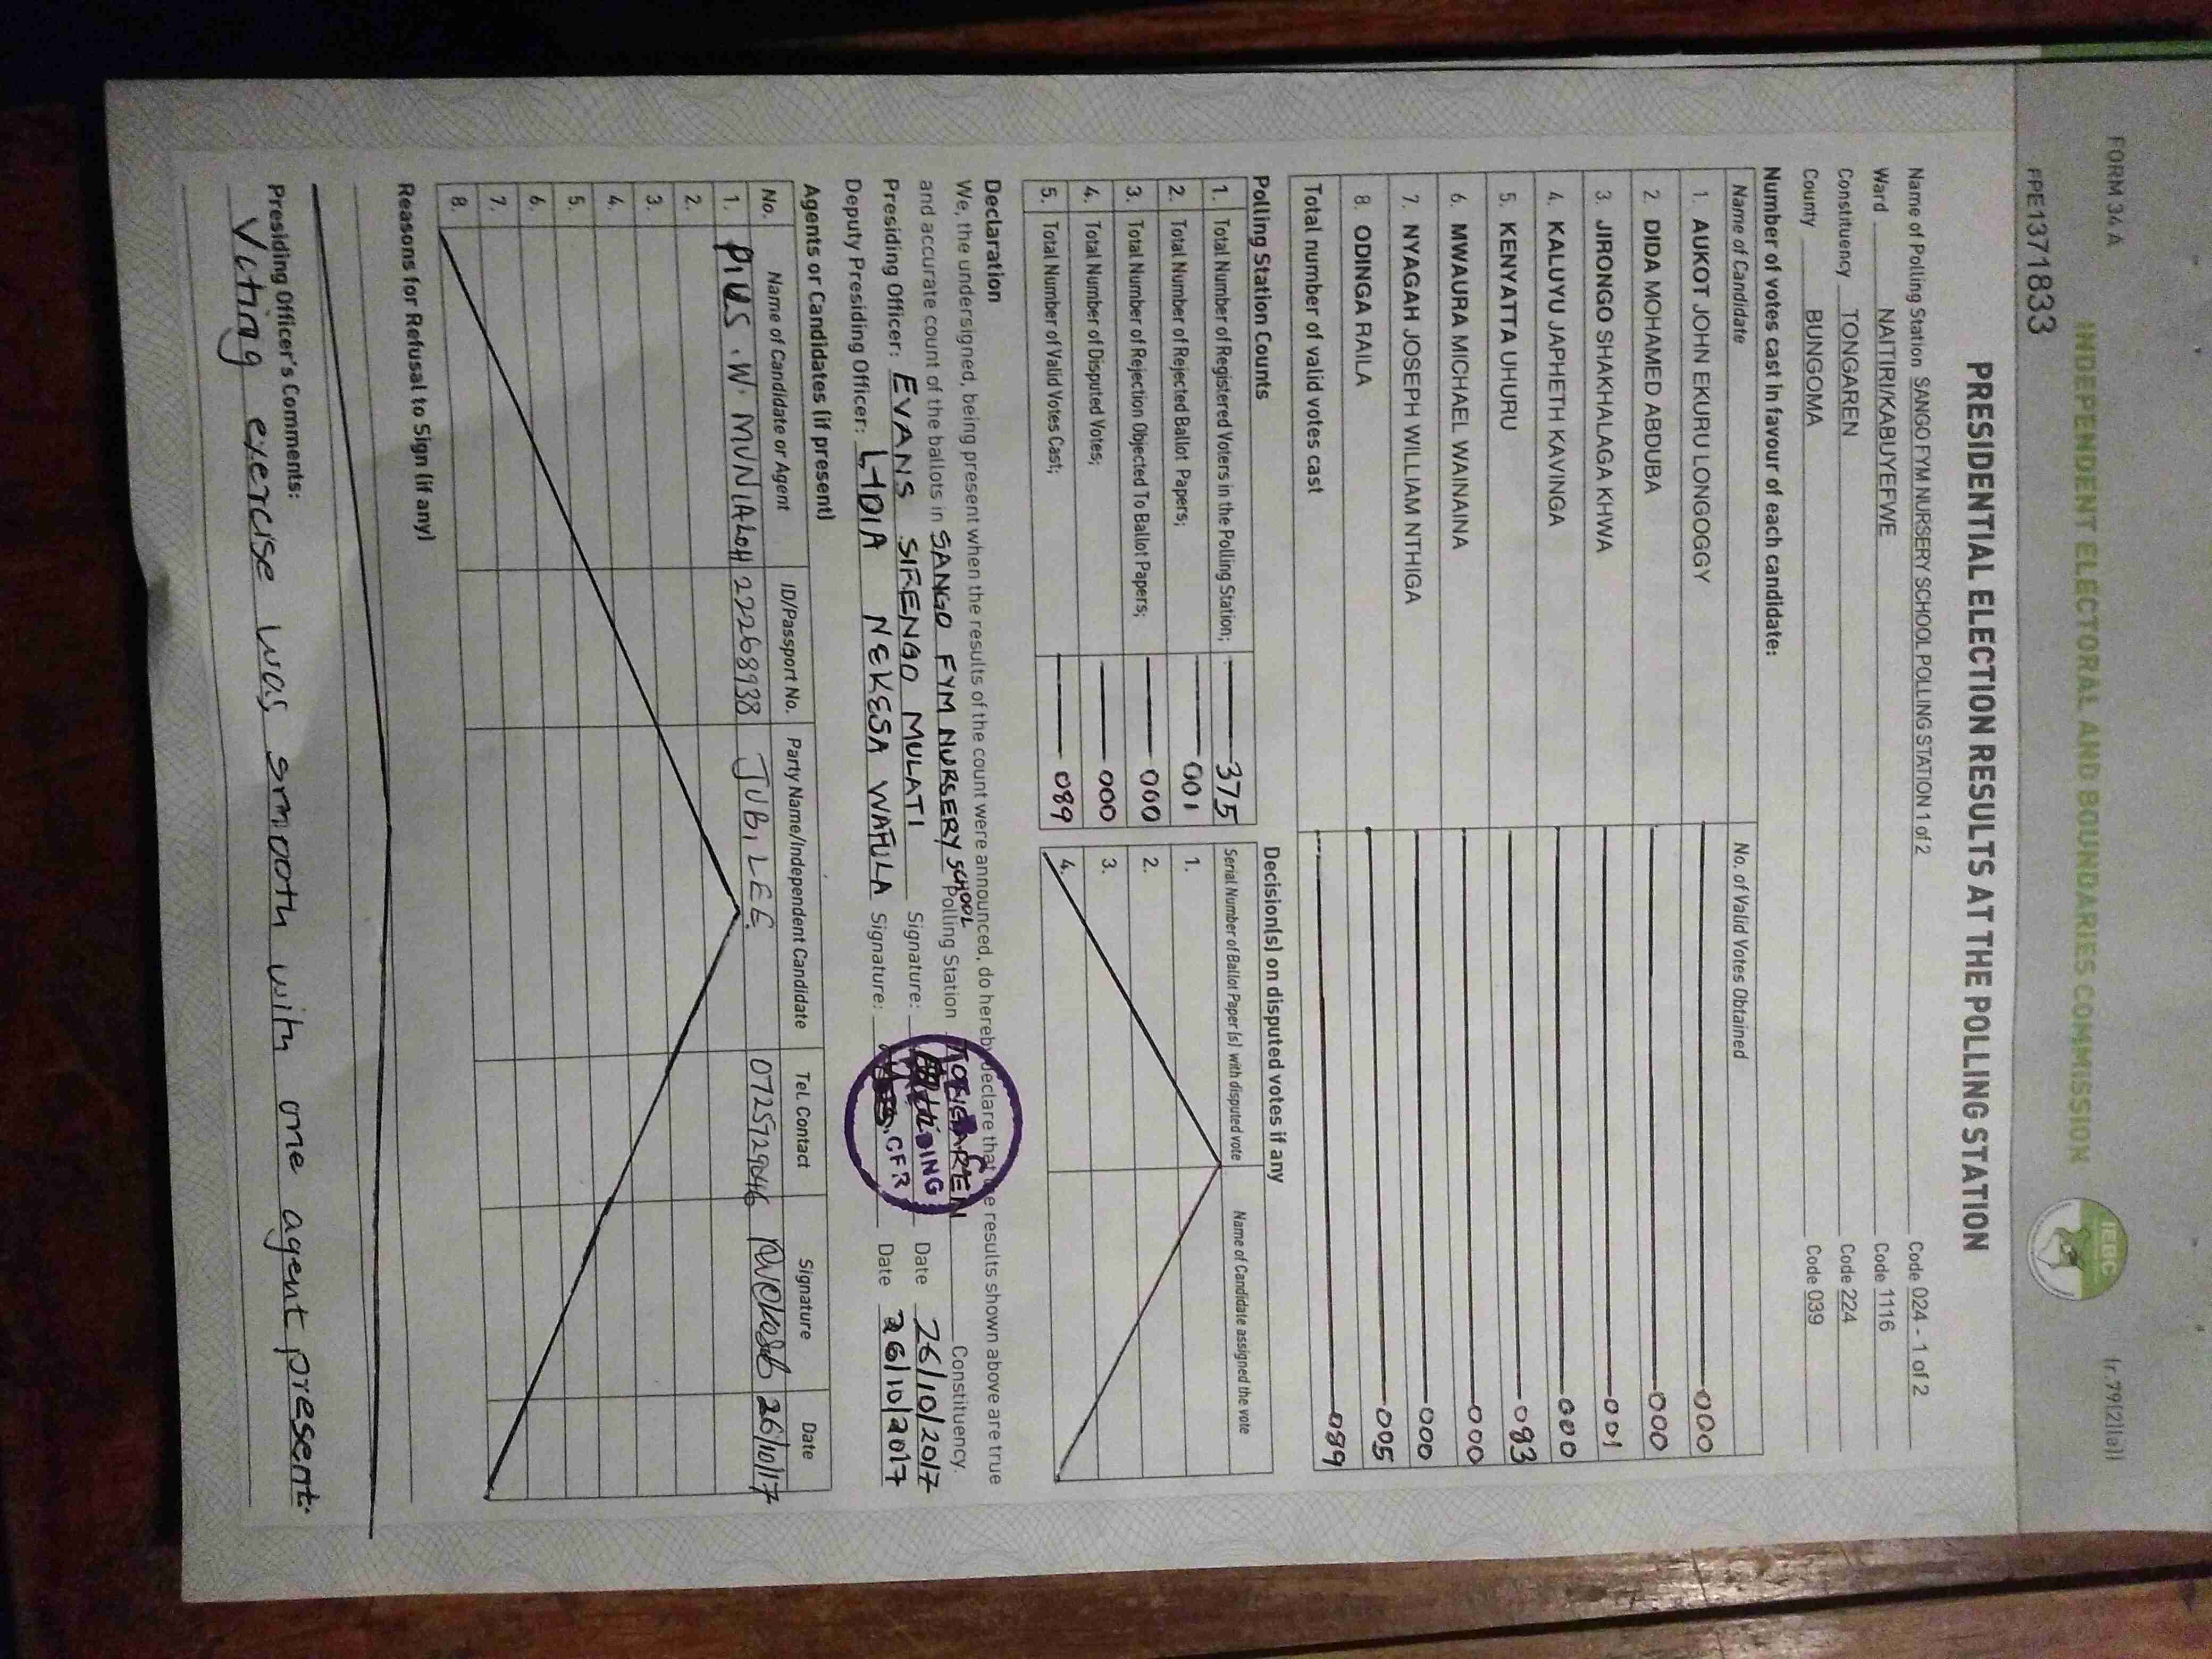 FORM 34 A
(r.79(2)(a))
INDEPENDENT ELECTORAL AND BOUNDARIES COMMISSION
IEBC
PPE1371833
PRESIDENTIAL ELECTION RESULTS AT THE POLLING STATION
Name of Polling Station SANGO FYM NURSERY SCHOOL POLLING STATION 1 of 2 Code 024 - 1 of 2
Ward NAITIRI/KABUYEFWE Code 1116
Constituency TONGAREN Code 224
County BUNGOMA Code 039
Number of votes cast in favour of each candidate:
Name of Candidate No. of Valid Votes Obtained
1. AUKOT JOHN EKURU LONGOGGY 000
2. DIDA MOHAMED ABDUBA 000
3. JIRONGO SHAKHALAGA KHWA 001
4. KALUYU JAPHETH KAVINGA 000
5. KENYATTA UHURU 083
6. MWAURA MICHAEL WAINAINA 000
7. NYAGAH JOSEPH WILLIAM NTHIGA 000
8. ODINGA RAILA 005
Total number of valid votes cast 089
Polling Station Counts
1. Total Number of Registered Voters in the Polling Station; 375
2. Total Number of Rejected Ballot Papers; 001
3. Total Number of Rejection Objected To Ballot Papers; 000
4. Total Number of Disputed Votes; 000
5. Total Number of Valid Votes Cast; 089
Decision(s) on disputed votes if any
Serial Number of Ballot Paper (s) with disputed vote Name of Candidate assigned the vote
1.
2.
3.
4.
Declaration
We, the undersigned, being present when the results of the count were announced, do hereby declare that the results shown above are true
and accurate count of the ballots in SANGO FYM NURSERY SCHOOL Polling Station TONGAREN Constituency.
Presiding Officer: EVANS SIRENGO MULATI Signature: Date 26/10/2017
Deputy Presiding Officer: LYDIA NEKESA WAFULA Signature: Date 26/10/2017
Agents or Candidates (if present)
No. Name of Candidate or Agent ID/Passport No. Party Name/Independent Candidate Tel. Contact Signature Date
1. PIUS . W. MUNIALOH 22268938 JUBILEE 0725729046 26/10/17
2.
3.
4.
5.
6.
7.
8.
Reasons for Refusal to Sign (if any)
Presiding Officer's Comments:
Voting exercise was smooth with one agent present.